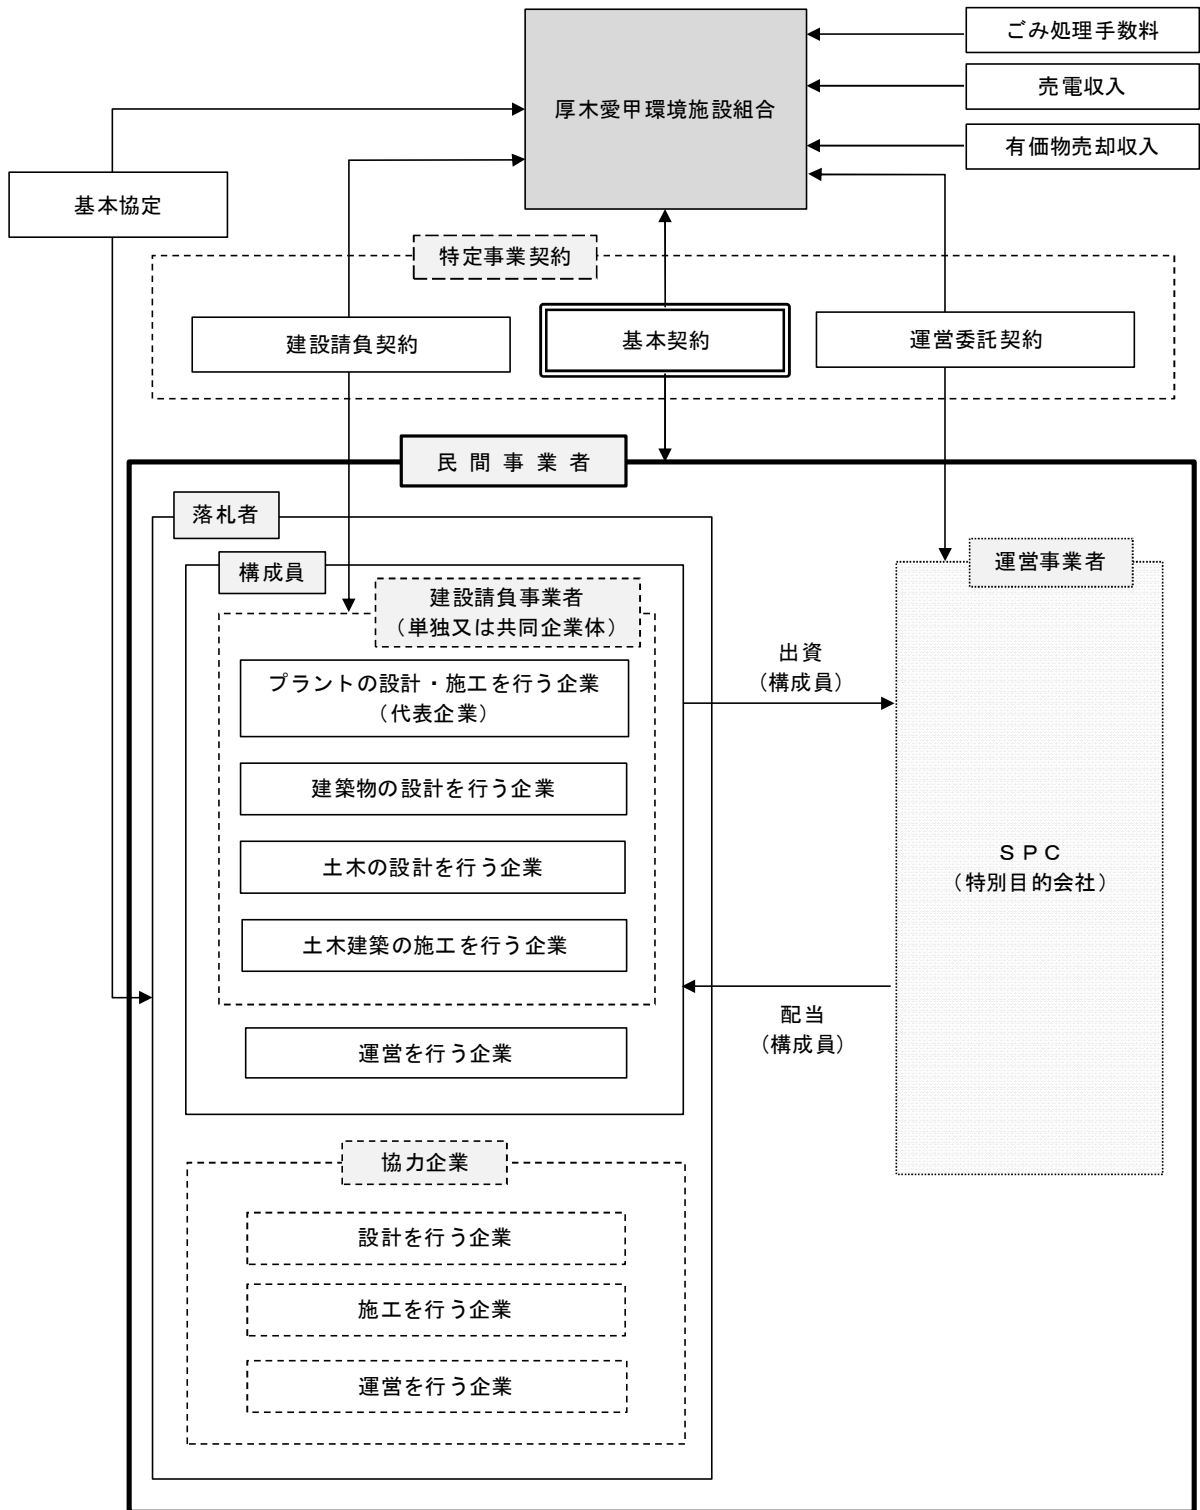 ごみ処理手数料
売電収入
有価物売却収入
厚木愛甲環境施設組合
基本協定
特定事業契約
建設請負契約
基本契約
運営委託契約
民間事業者
落札者
構成員
建設請負事業者
（単独又は共同企業体）
プラントの設計・施工を行う企業
（代表企業）
建築物の設計を行う企業
土木の設計を行う企業
土木建築の施工を行う企業
運営を行う企業
出資
（構成員）
配当
（構成員）
運営事業者
ＳＰＣ
（特別目的会社）
協力企業
設計を行う企業
施工を行う企業
運営を行う企業